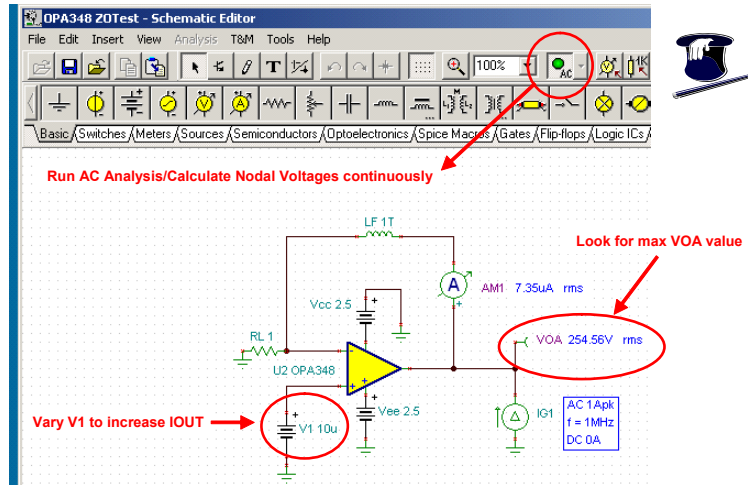 OPA348 ZOTest - Schematic Editor
File Edit Insert View Analysis T&M Tools Help
T 100% AC 1K
Basic Switches Meters Sources Semiconductors Optoelectronics Spice Macros Gates Flip-flops Logic ICs
Run AC Analysis/Calculate Nodal Voltages continuously
LF 1T
Look for max VOA value
A AM1 7.35uA rms
Vcc 2.5
VOA 254.56V rms
RL 1
U2 OPA348
Vary V1 to increase IOUT
V1 10u
Vee 2.5
IG1
AC 1Apk
f = 1MHz
DC 0A